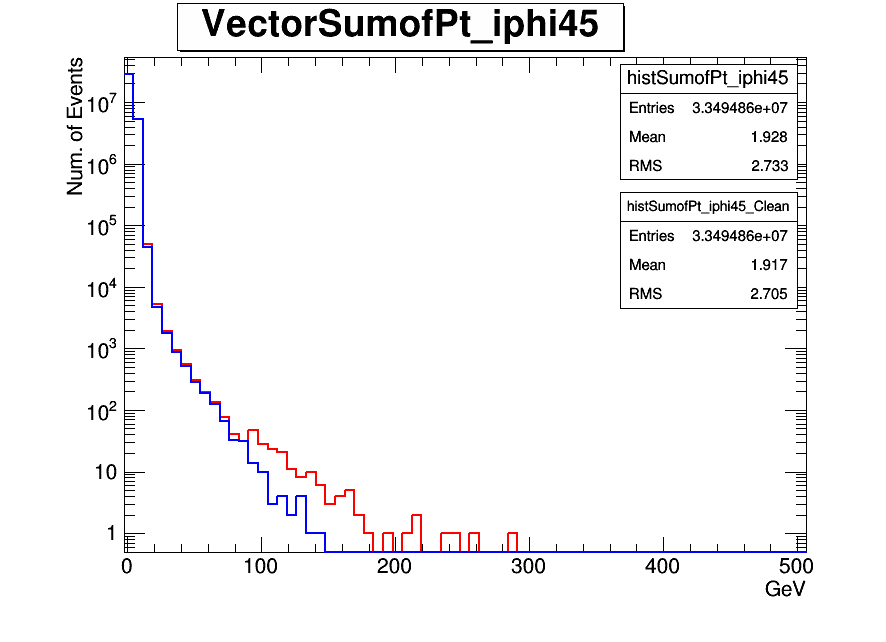 VectorSumofPt_iphi45
Num. of Events
histSumofPt_iphi45
Entries 3.349486e+07
Mean 1.928
RMS 2.733
histSumofPt_iphi45_Clean
Entries 3.349486e+07
Mean 1.917
RMS 2.705
10^7
10^6
10^5
10^4
10^3
10^2
10
1
0 100 200 300 400 500
GeV